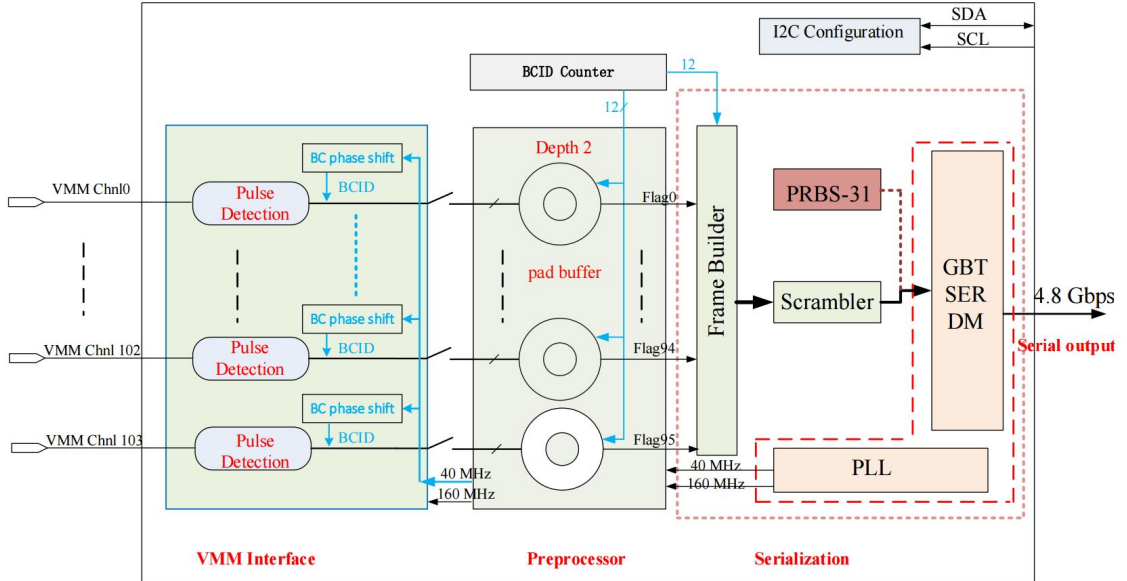 I2C Configuration
SDA
SCL
BCID Counter
12
12
BC phase shift
BCID
VMM Chnl0
Pulse
Detection
Depth 2
Flag0
pad buffer
Frame Builder
PRBS-31
Scrambler
GBT
SER
DM
4.8 Gbps
Serial output
BC phase shift
BCID
VMM Chnl 102
Pulse
Detection
Flag94
BC phase shift
BCID
VMM Chnl 103
Pulse
Detection
Flag95
40 MHz
160 MHz
40 MHz
160 MHz
PLL
VMM Interface
Preprocessor
Serialization